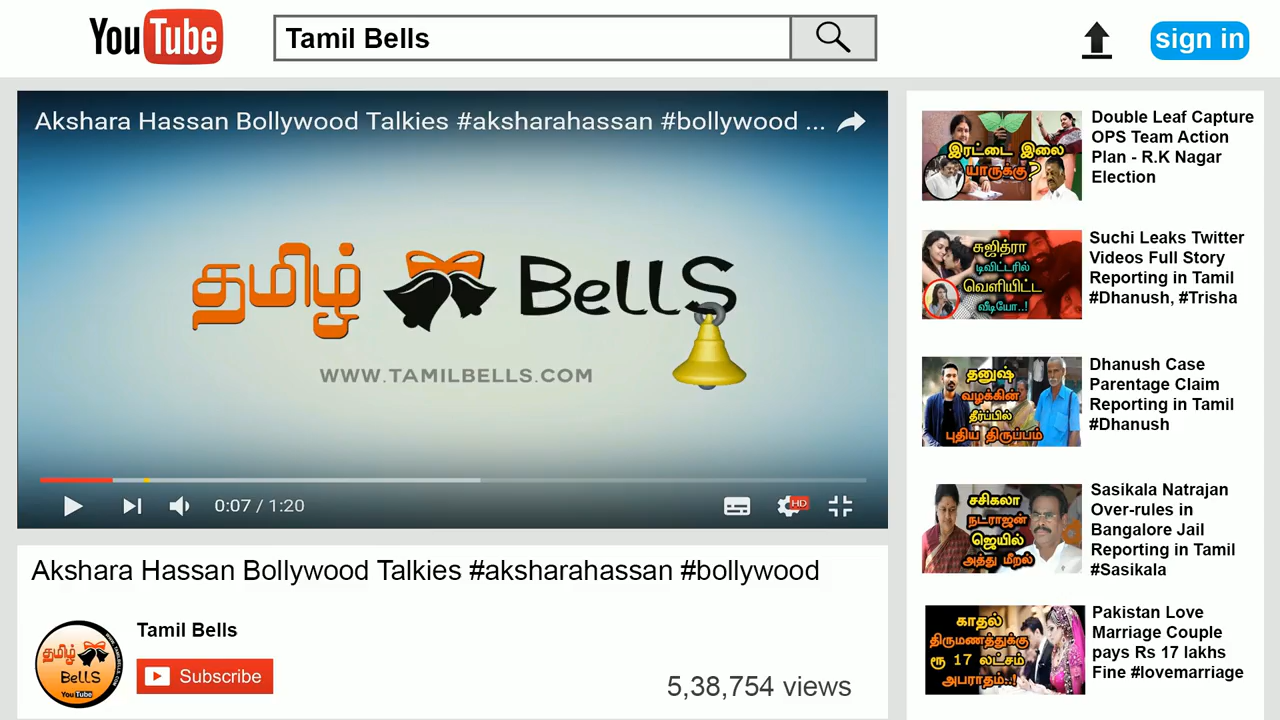 YouTube
Tamil Bells
sign in
Akshara Hassan Bollywood Talkies #aksharahassan #bollywood ...
தமிழ் BellS
WWW.TAMILBELLS.COM
0:07 / 1:20
HD
Akshara Hassan Bollywood Talkies #aksharahassan #bollywood
Tamil Bells
Subscribe
தமிழ்
BellS
YouTube
5,38,754 views
இரட்டை இலை
யாருக்கு?
Double Leaf Capture
OPS Team Action
Plan - R.K Nagar
Election
சுஜித்ரா
டிவிட்டரில்
வெளியிட்ட
வீடியோ..!
Suchi Leaks Twitter
Videos Full Story
Reporting in Tamil
#Dhanush, #Trisha
தனுஷ்
வழக்கின்
தீர்ப்பில்
புதிய திருப்பம்
Dhanush Case
Parentage Claim
Reporting in Tamil
#Dhanush
சசிகலா
நடராஜன்
ஜெயில்
அத்து மீறல்
Sasikala Natrajan
Over-rules in
Bangalore Jail
Reporting in Tamil
#Sasikala
காதல்
திருமணத்துக்கு
ரூ 17 லட்சம்
அபராதம்..!
Pakistan Love
Marriage Couple
pays Rs 17 lakhs
Fine #lovemarriage